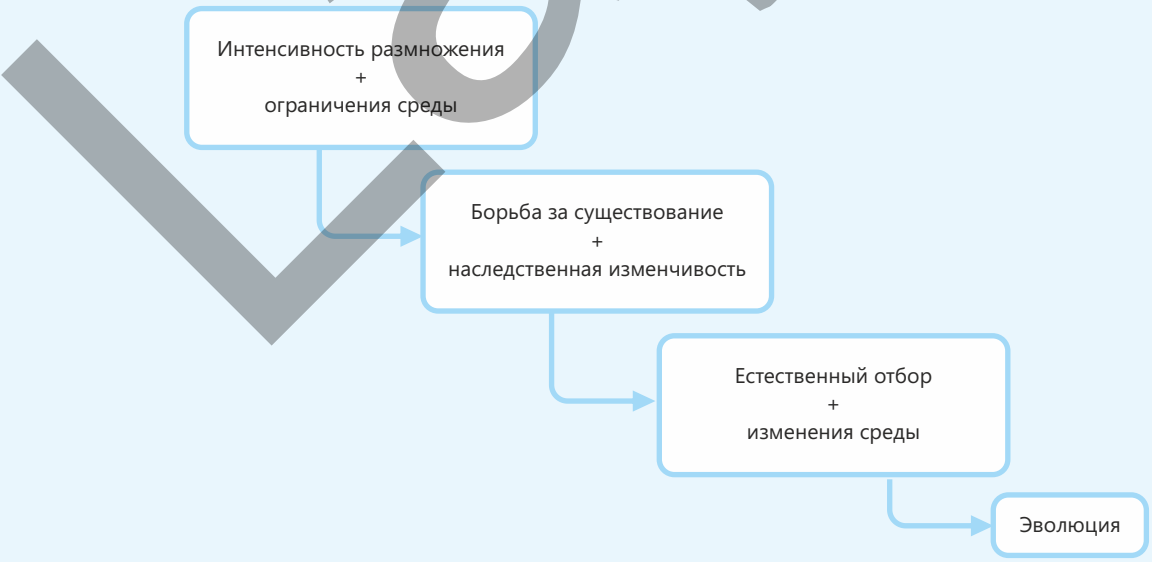 Интенсивность размножения
+
ограничения среды
Борьба за существование
+
наследственная изменчивость
Естественный отбор
+
изменения среды
Эволюция